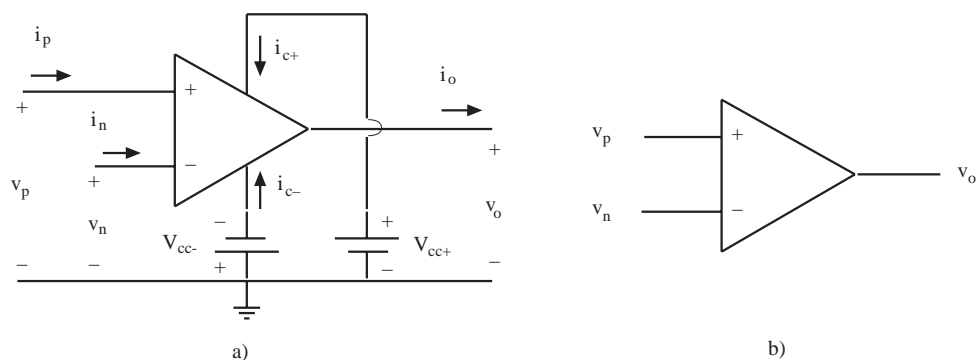 i_p
i_c+
i_o
+
+
i_n
−
+
+
i_c−
v_p
v_n
−
V_cc-
+
+
V_cc+
−
v_o
−
−
−
a)
v_p
+
v_n
−
v_o
b)